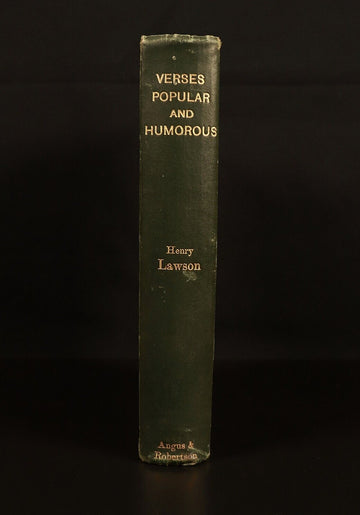 VERSES
POPULAR
AND
HUMOROUS
Henry
Lawson
Angus &
Robertson